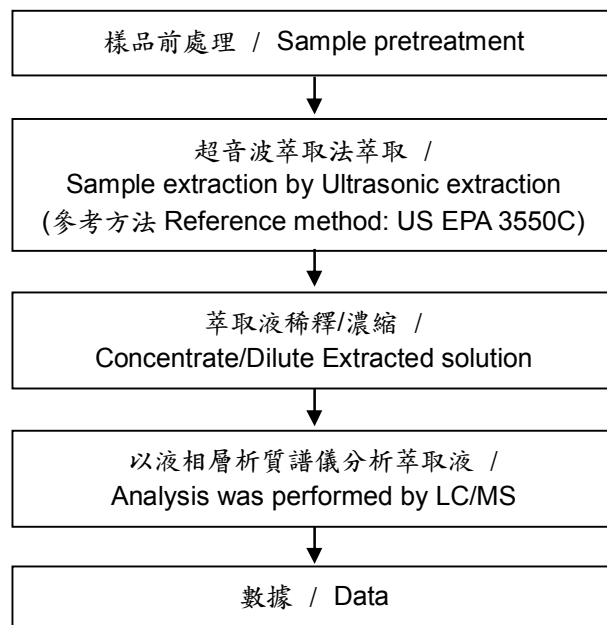 樣品前處理 / Sample pretreatment
超音波萃取法萃取 /
Sample extraction by Ultrasonic extraction
(參考方法 Reference method: US EPA 3550C)
萃取液稀釋/濃縮 /
Concentrate/Dilute Extracted solution
以液相層析質譜儀分析萃取液 /
Analysis was performed by LC/MS
數據 / Data